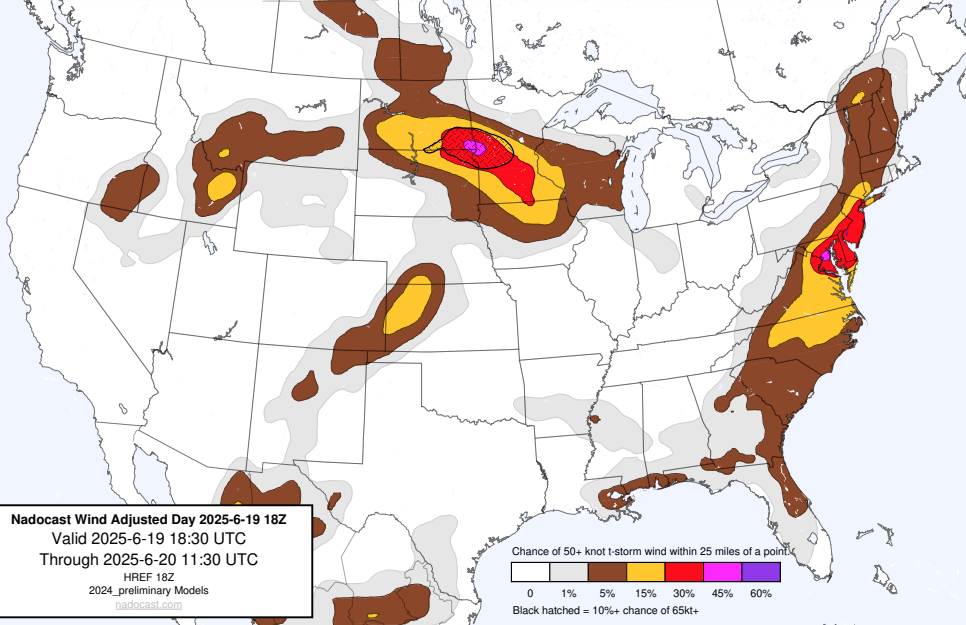 Nadocast Wind Adjusted Day 2025-6-19 18Z
Valid 2025-6-19 18:30 UTC
Through 2025-6-20 11:30 UTC
HREF 18Z
2024_preliminary Models
nadocast.com
Chance of 50+ knot t-storm wind within 25 miles of a point.
0 1% 5% 15% 30% 45% 60%
Black hatched = 10%+ chance of 65kt+